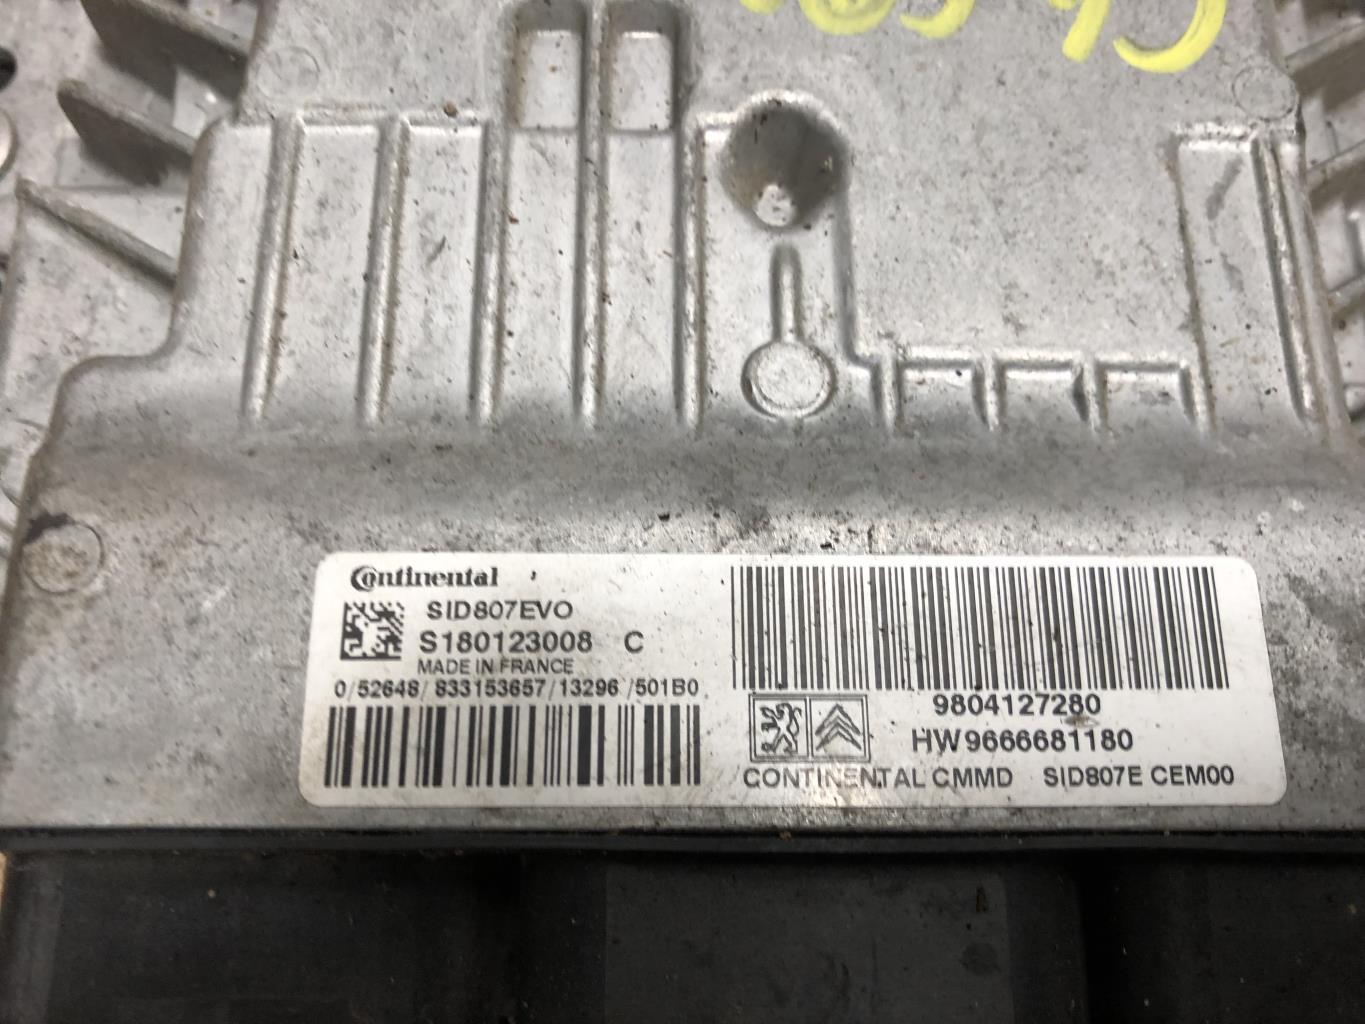 Continental
SID807EVO
S180123008 C
MADE IN FRANCE
0/52648/833153657/13296/501B0
9804127280
HW9666681180
CONTINENTAL CMMD SID807E CEM00